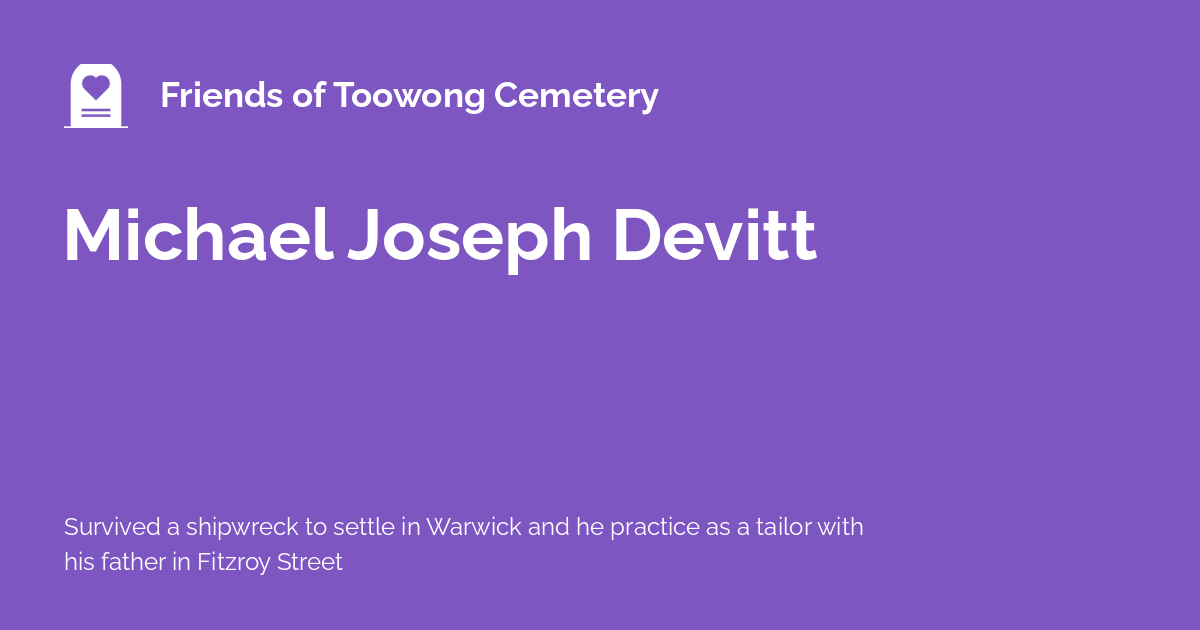 Friends of Toowong Cemetery
Michael Joseph Devitt
Survived a shipwreck to settle in Warwick and he practice as a tailor with
his father in Fitzroy Street